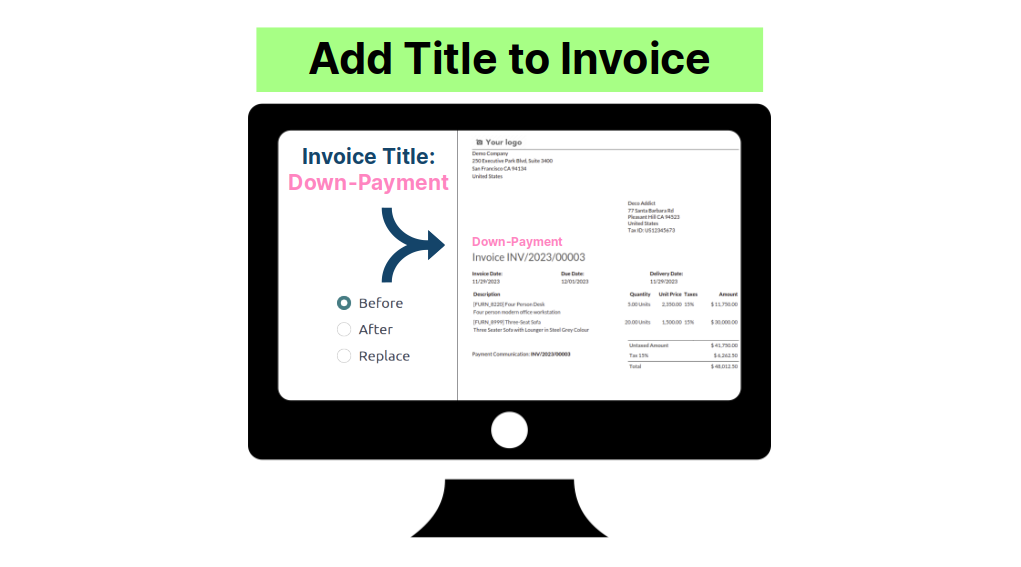 Add Title to Invoice
Invoice Title:
Down-Payment
Before
After
Replace
Your logo
Demo Company
250 Executive Park Blvd, Suite 3400
San Francisco CA 94134
United States
Deco Addict
77 Santa Barbara Rd
Pleasant Hill CA 94523
United States
Tax ID: US12345673
Down-Payment
Invoice INV/2023/00003
Invoice Date: Due Date: Delivery Date:
11/29/2023 12/01/2023 11/29/2023
Description Quantity Unit Price Taxes Amount
[FURN_8220] Four Person Desk 5.00 Units 2,350.00 15% $ 11,750.00
Four person modern office workstation
[FURN_8999] Three-Seat Sofa 20.00 Units 1,500.00 15% $ 30,000.00
Three Seater Sofa with Lounger in Steel Grey Colour
Untaxed Amount $ 41,750.00
Payment Communication: INV/2023/00003
Tax 15% $ 6,262.50
Total $ 48,012.50